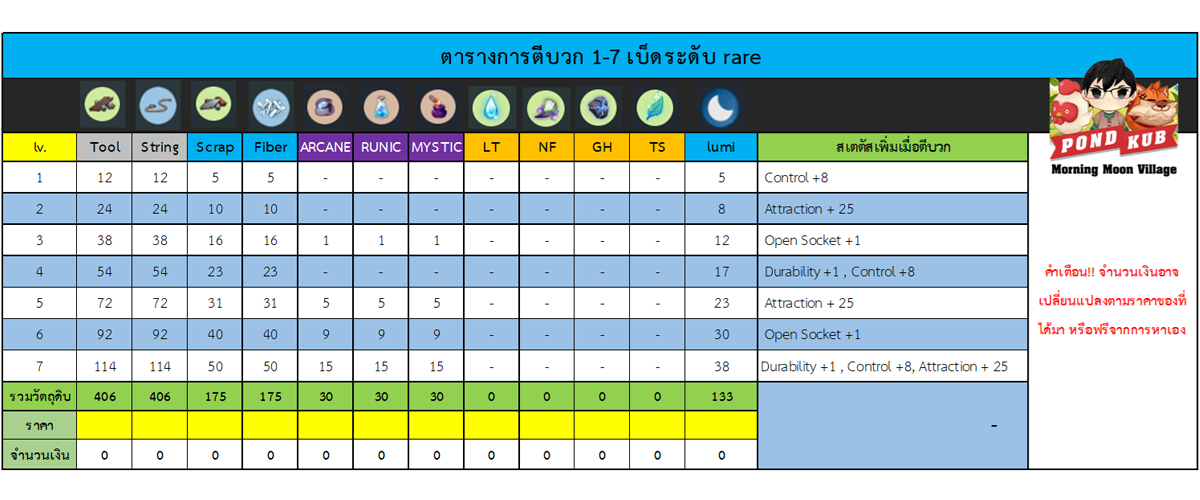 ตารางการตีบวก 1-7 เบ็ดระดับ rare
POND KUB
Morning Moon Village
lv. Tool String Scrap Fiber ARCANE RUNIC MYSTIC LT NF GH TS lumi สเตตัสเพิ่มเมื่อตีบวก
1 12 12 5 5 - - - - - - - 5 Control +8
2 24 24 10 10 - - - - - - - 8 Attraction + 25
3 38 38 16 16 1 1 1 - - - - 12 Open Socket +1
4 54 54 23 23 - - - - - - - 17 Durability +1 , Control +8
5 72 72 31 31 5 5 5 - - - - 23 Attraction + 25
6 92 92 40 40 9 9 9 - - - - 30 Open Socket +1
7 114 114 50 50 15 15 15 - - - - 38 Durability +1 , Control +8, Attraction + 25
รวมวัตถุดิบ 406 406 175 175 30 30 30 0 0 0 0 133
ราคา -
จำนวนเงิน 0 0 0 0 0 0 0 0 0 0 0 0
คำเตือน!! จำนวนเงินอาจ
เปลี่ยนแปลงตามราคาของที่
ได้มา หรือฟรีจากการหาเอง